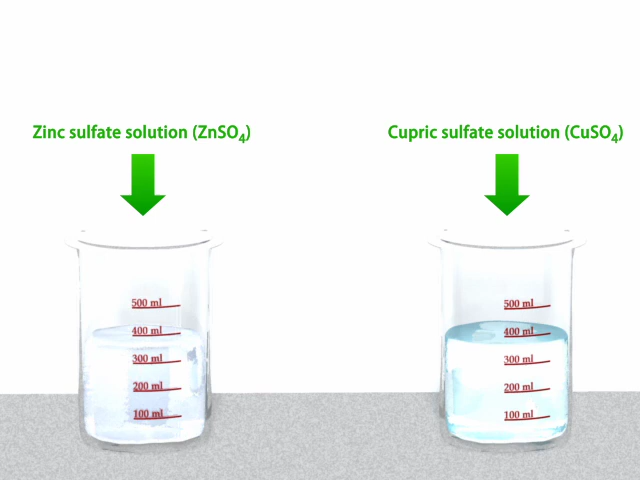 Zinc sulfate solution (ZnSO₄)
Cupric sulfate solution (CuSO₄)
500 ml
400 ml
300 ml
200 ml
100 ml
500 ml
400 ml
300 ml
200 ml
100 ml